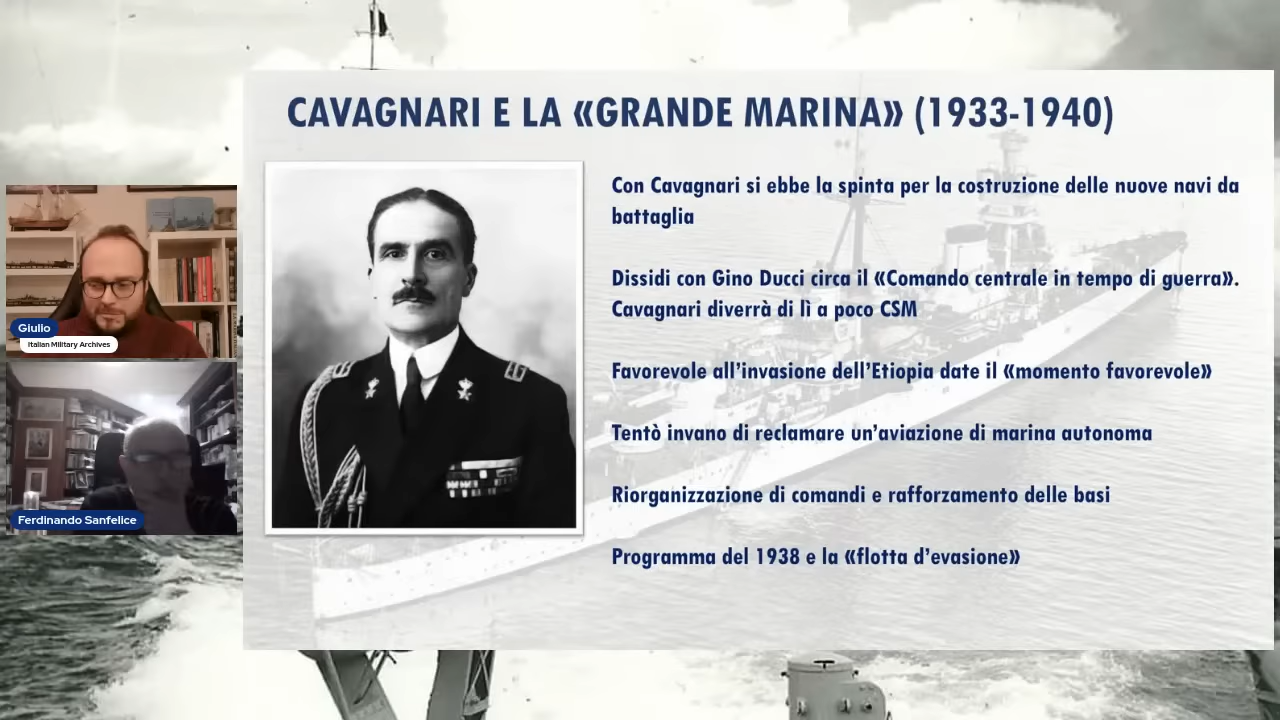 CAVAGNARI E LA «GRANDE MARINA» (1933-1940)
Con Cavagnari si ebbe la spinta per la costruzione delle nuove navi da
battaglia
Dissidi con Gino Ducci circa il «Comando centrale in tempo di guerra».
Cavagnari diverrà di lì a poco CSM
Favorevole all'invasione dell'Etiopia date il «momento favorevole»
Tentò invano di reclamare un'aviazione di marina autonoma
Riorganizzazione di comandi e rafforzamento delle basi
Programma del 1938 e la «flotta d'evasione»
Giulio
Italian Military Archives
Ferdinando Sanfelice